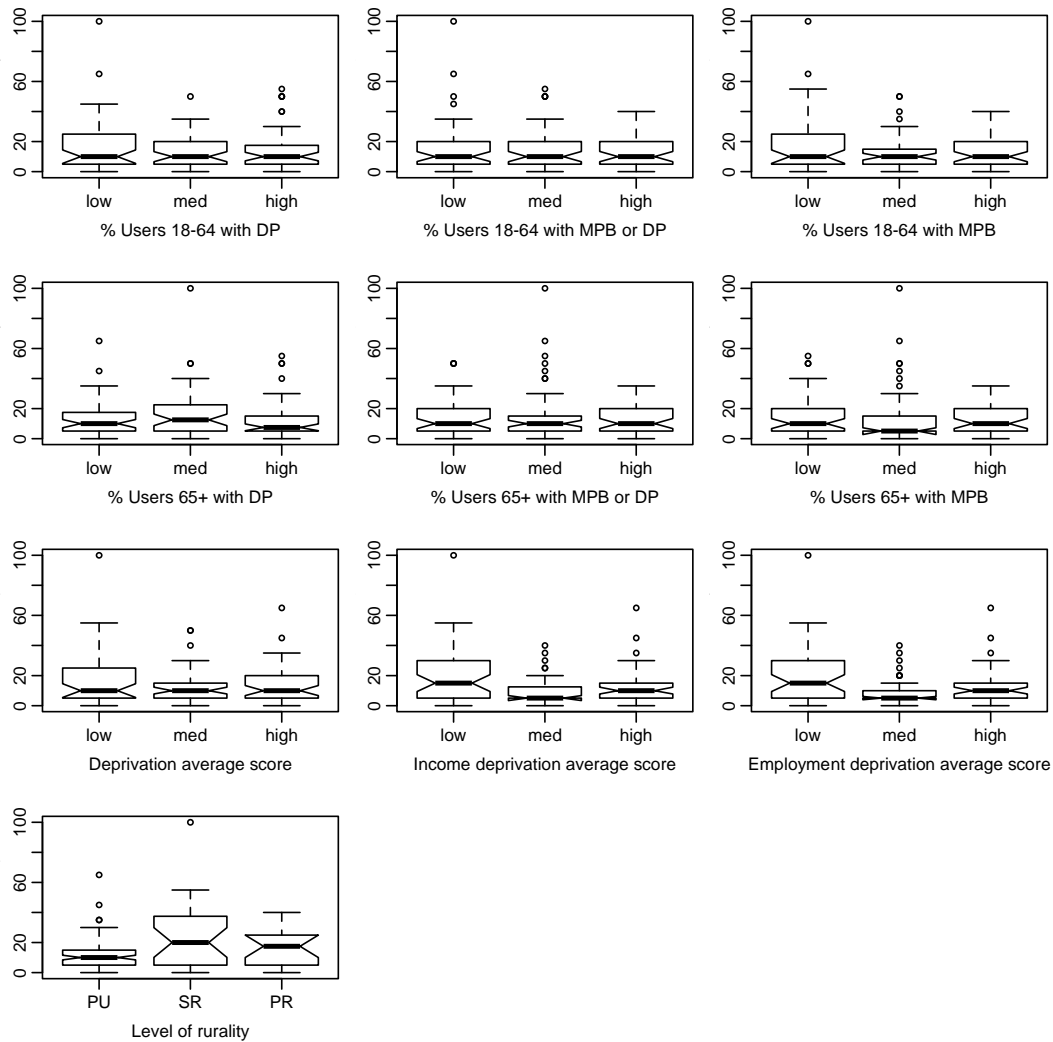 0 20 60 100
low med high
% Users 18-64 with DP
0 20 60 100
low med high
% Users 18-64 with MPB or DP
0 20 60 100
low med high
% Users 18-64 with MPB
0 20 60 100
low med high
% Users 65+ with DP
0 20 60 100
low med high
% Users 65+ with MPB or DP
0 20 60 100
low med high
% Users 65+ with MPB
0 20 60 100
low med high
Deprivation average score
0 20 60 100
low med high
Income deprivation average score
0 20 60 100
low med high
Employment deprivation average score
0 20 60 100
PU SR PR
Level of rurality